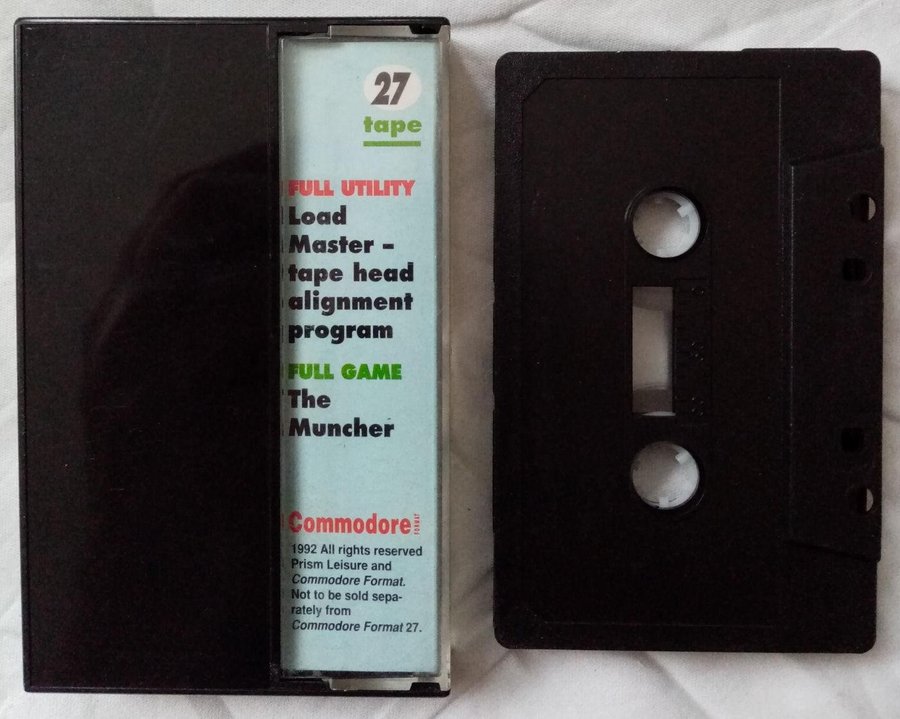 27
tape
FULL UTILITY
Load
Master –
tape head
alignment
program
FULL GAME
The
Muncher
Commodore FORMAT
1992 All rights reserved
Prism Leisure and
Commodore Format.
Not to be sold sepa-
rately from
Commodore Format 27.